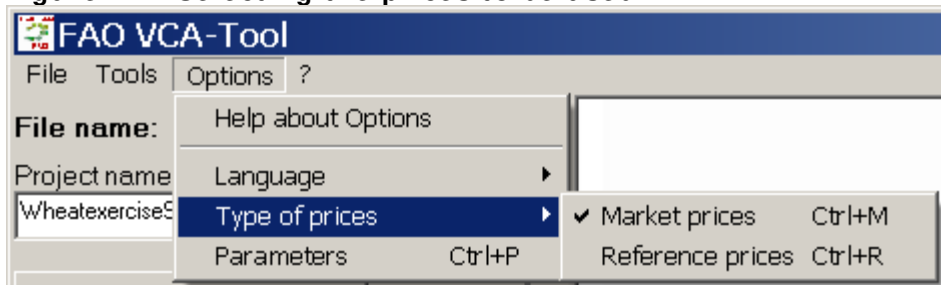 FAO VCA-Tool
File Tools Options ?
Help about Options
File name:
Project name
Language
WheatexerciseS
Type of prices
Market prices Ctrl+M
Parameters Ctrl+P
Reference prices Ctrl+R